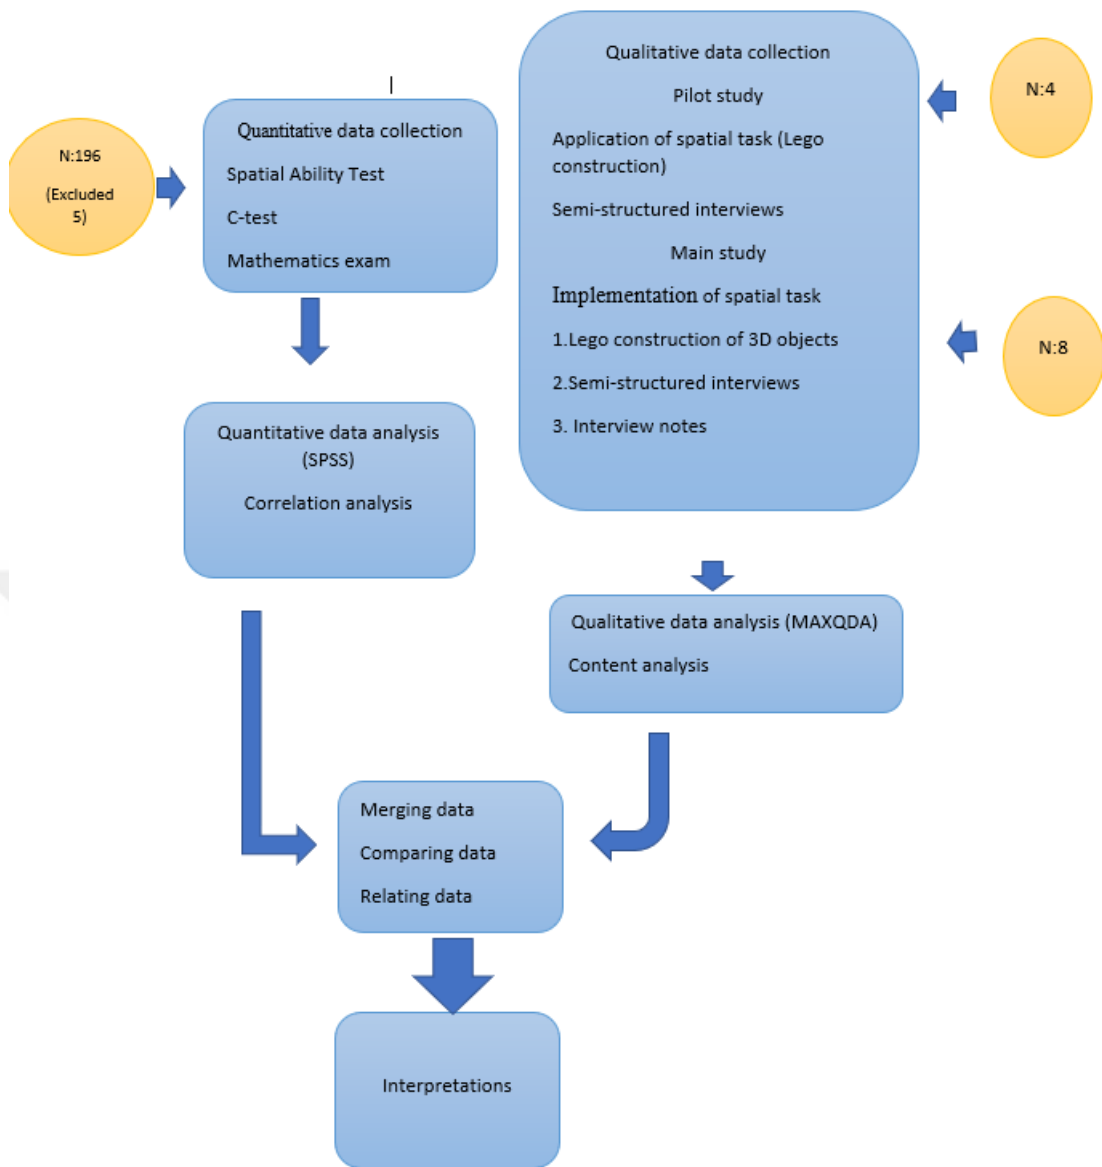 N:196
(Excluded
5)
Quantitative data collection
Spatial Ability Test
C-test
Mathematics exam
Qualitative data collection
Pilot study
Application of spatial task (Lego
construction)
Semi-structured interviews
Main study
Implementation of spatial task
1.Lego construction of 3D objects
2.Semi-structured interviews
3. Interview notes
N:4
N:8
Quantitative data analysis
(SPSS)
Correlation analysis
Qualitative data analysis (MAXQDA)
Content analysis
Merging data
Comparing data
Relating data
Interpretations